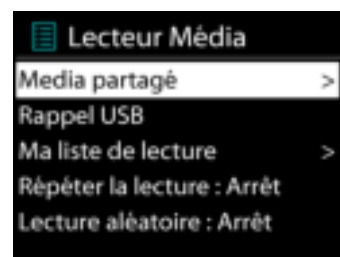 Lecteur Média
Media partagé >
Rappel USB
Ma liste de lecture >
Répéter la lecture : Arrêt
Lecture aléatoire : Arrêt